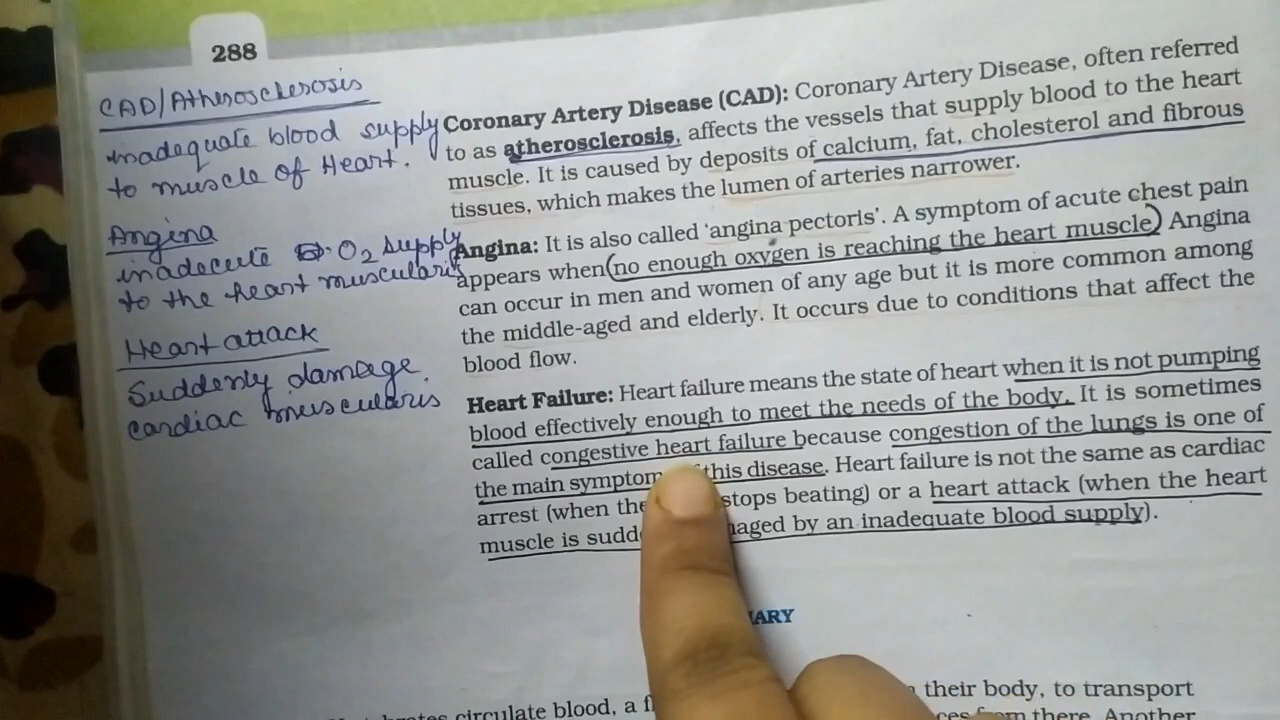 288
CAD/Atherosclerosis
inadequate blood supply
to muscle of Heart.
Angina
inadecute O2 supply
to the heart muscularis
Heart attack
Suddenly damage.
cardiac muscularis
Coronary Artery Disease (CAD): Coronary Artery Disease, often referred
to as atherosclerosis, affects the vessels that supply blood to the heart
muscle. It is caused by deposits of calcium, fat, cholesterol and fibrous
tissues, which makes the lumen of arteries narrower.
Angina: It is also called 'angina pectoris'. A symptom of acute chest pain
appears when (no enough oxygen is reaching the heart muscle) Angina
can occur in men and women of any age but it is more common among
the middle-aged and elderly. It occurs due to conditions that affect the
blood flow.
Heart Failure: Heart failure means the state of heart when it is not pumping
blood effectively enough to meet the needs of the body. It is sometimes
called congestive heart failure because congestion of the lungs is one of
the main symptom this disease. Heart failure is not the same as cardiac
arrest (when the stops beating) or a heart attack (when the heart
muscle is by an inadequate blood supply).
circulate blood, a their body, to transport
from there. Another